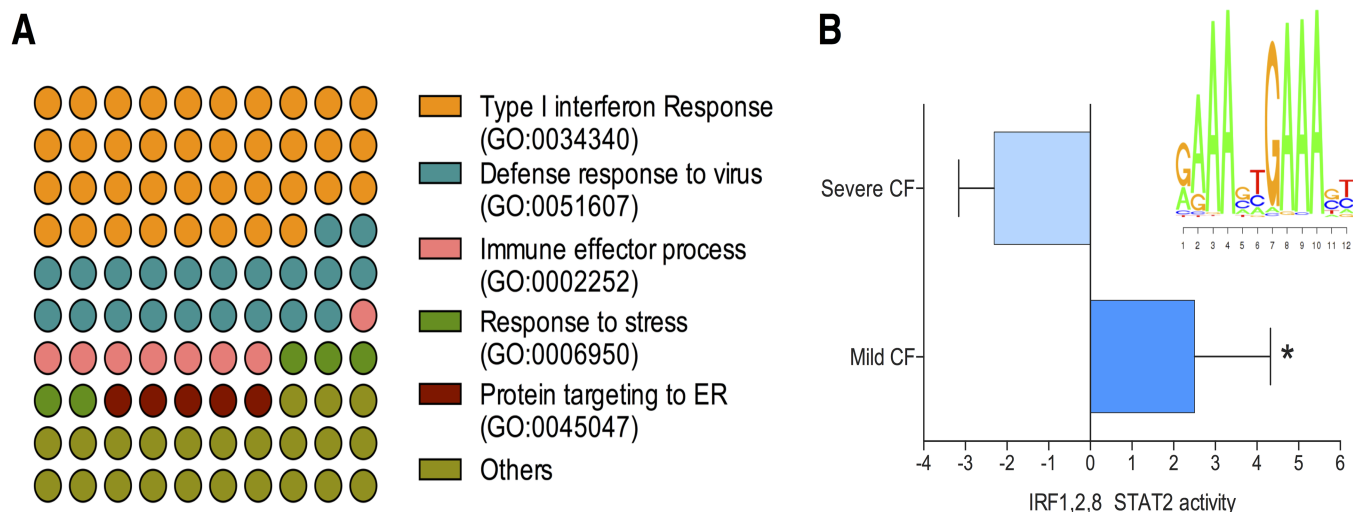 A
Type I interferon Response
(GO:0034340)
Defense response to virus
(GO:0051607)
Immune effector process
(GO:0002252)
Response to stress
(GO:0006950)
Protein targeting to ER
(GO:0045047)
Others
B
Severe CF
Mild CF
*
-4 -3 -2 -1 0 1 2 3 4 5 6
IRF1,2,8_STAT2 activity
GAAA TGAAA
1 2 3 4 5 6 7 8 9 10 11 12